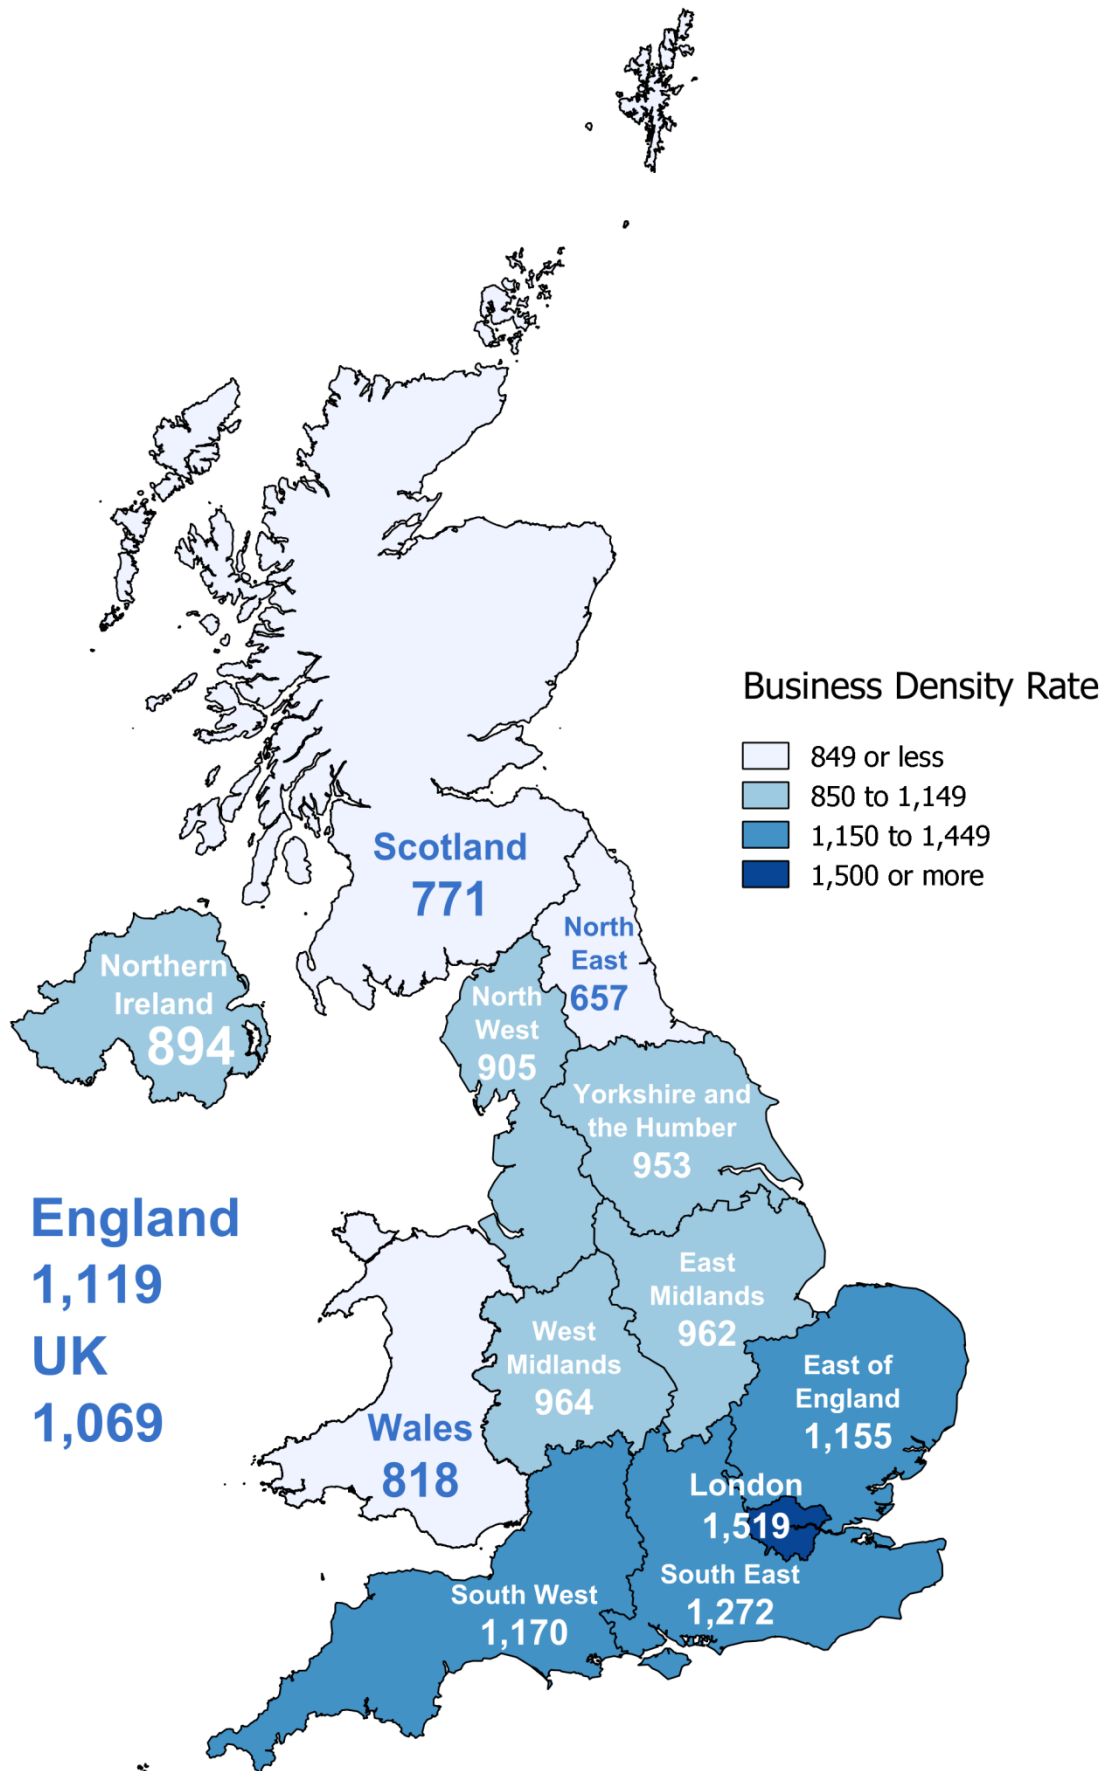 Business Density Rate
849 or less
850 to 1,149
1,150 to 1,449
1,500 or more
Scotland
771
North
East
657
Northern
Ireland
894
North
West
905
Yorkshire and
the Humber
953
England
1,119
UK
1,069
East
Midlands
962
West
Midlands
964
East of
England
1,155
Wales
818
London
1,519
South East
1,272
South West
1,170